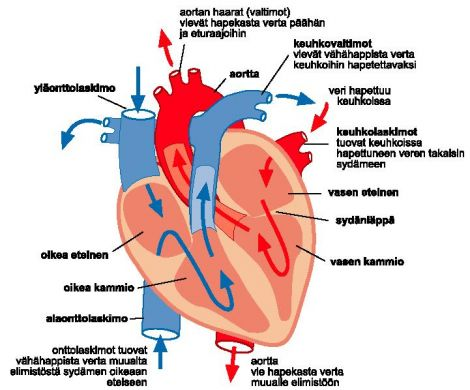 aortan haarat (valtimot)
vievät hapekasta verta päähän
ja eturaajoihin
keuhkovaltimot
vievät vähähappista verta
keuhkoihin hapetettavaksi
aortta
yläonttolaskimo
veri hapettuu
keuhkoissa
keuhkolaskimot
tuovat keuhkoissa
hapettuneen veren takaisin
sydämeen
vasen eteinen
sydänläppä
oikea eteinen
vasen kammio
oikea kammio
alaonttolaskimo
onttolaskimot tuovat
vähähappista verta muualta
elimistöstä sydämen oikeaan
eteiseen
aortta
vie hapekasta verta
muualle elimistöön